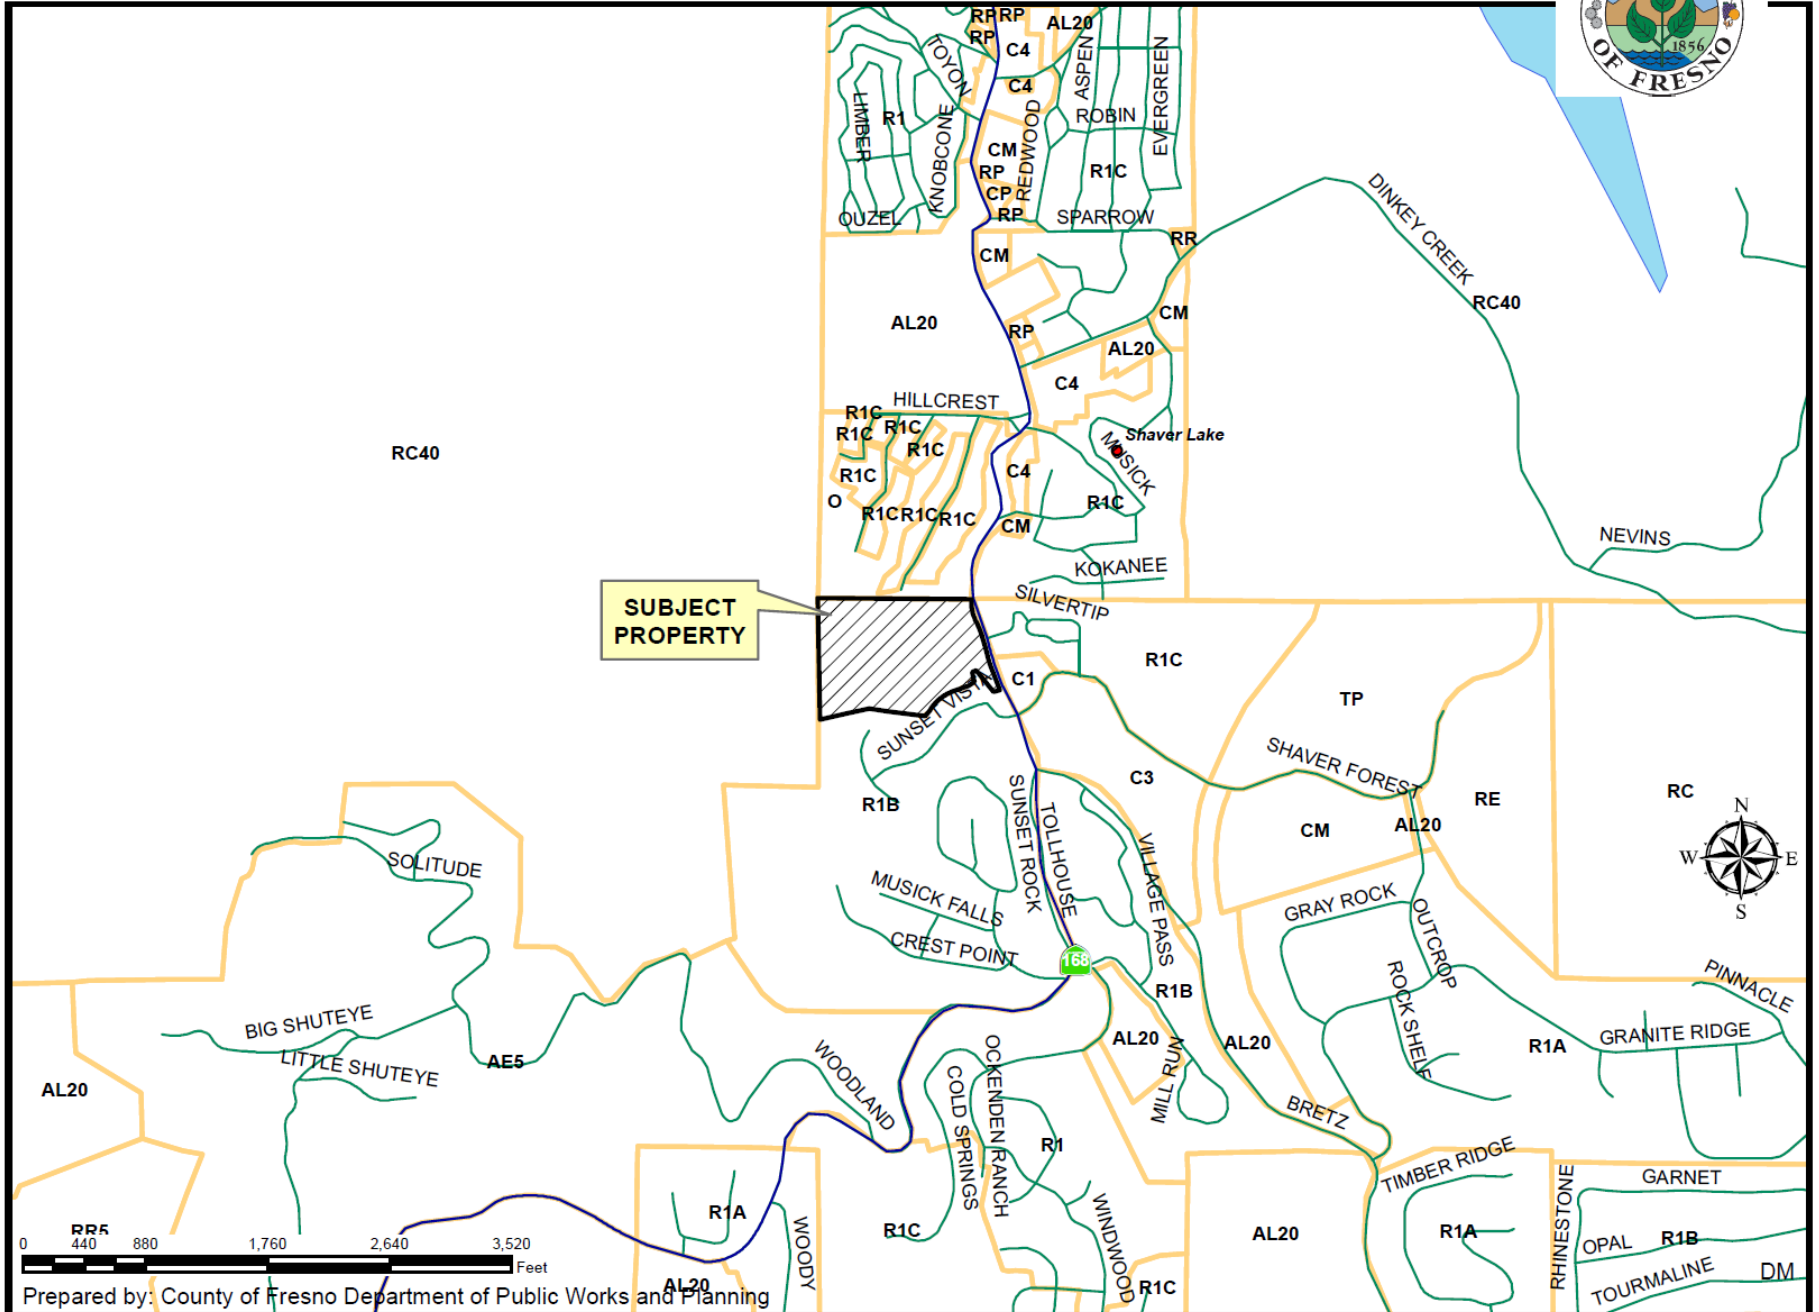 RP RP
RP
AL20
C4
C4
TOYON
ASPEN
EVERGREEN
1856
OF FRESNO
LIMBER
R1
KNOBCONE
REDWOOD
ROBIN
CM
RP
R1C
CP
RP
OUZEL
SPARROW
DINKEY CREEK
RR
CM
RC40
AL20
RP
CM
AL20
C4
HILLCREST
R1C
R1C
R1C
R1C
MUSICK
Shaver Lake
RC40
R1C
C4
O
R1C
R1C
R1C
R1C
CM
NEVINS
KOKANEE
SUBJECT
PROPERTY
SILVERTIP
R1C
C1
SUNSET VISTA
TP
SHAVER FOREST
C3
R1B
SUNSET ROCK
TOLLHOUSE
RE
RC
CM
AL20
N
W
E
S
SOLITUDE
VILLAGE PASS
MUSICK FALLS
GRAY ROCK
OUTCROP
CREST POINT
168
ROCK SHELF
PINNACLE
R1B
BIG SHUTEYE
LITTLE SHUTEYE
AE5
WOODLAND
OCKENDEN RANCH
COLD SPRINGS
AL20
MILL RUN
AL20
R1A
GRANITE RIDGE
AL20
BRETZ
R1
TIMBER RIDGE
RHINESTONE
GARNET
RR5
R1A
WOODY
R1C
WINDWOOD
AL20
R1A
OPAL
R1B
TOURMALINE
DM
0 440 880 1,760 2,640 3,520
Feet
AL20
R1C
Prepared by: County of Fresno Department of Public Works and Planning